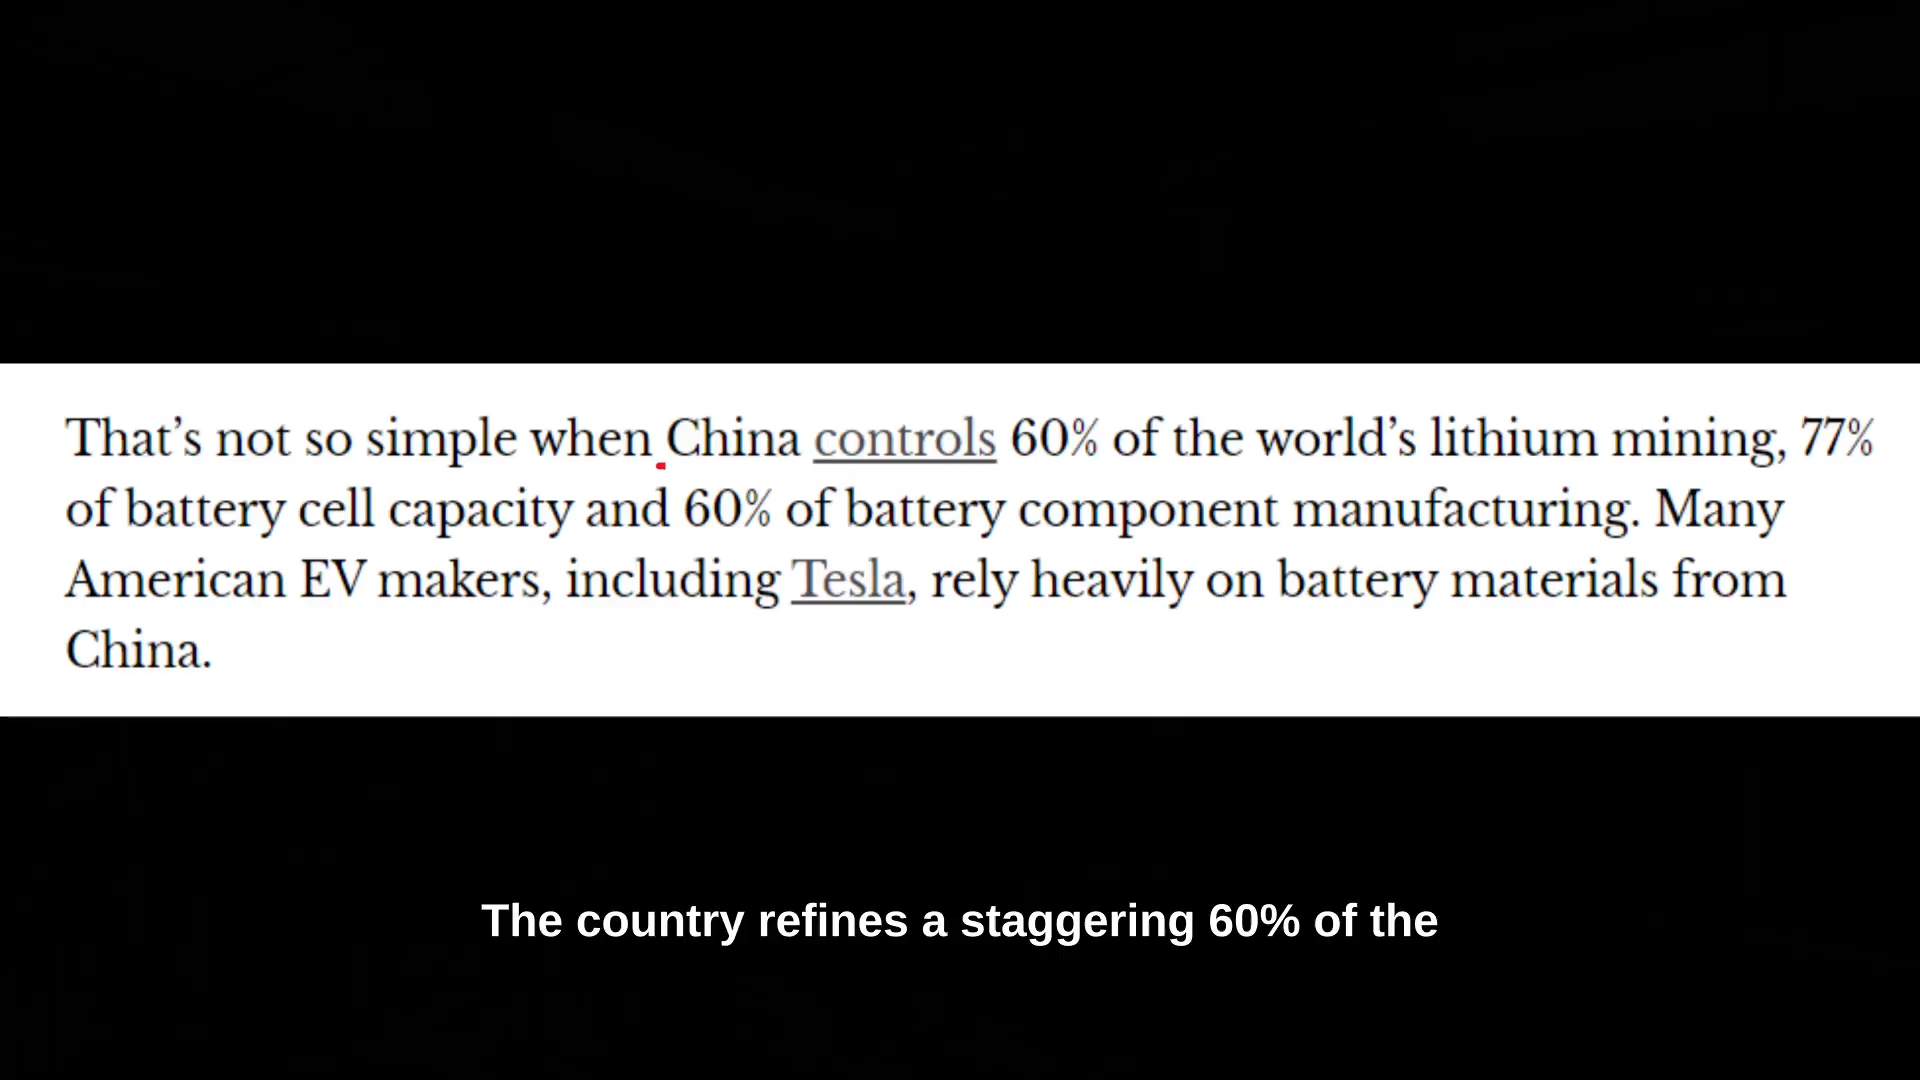 That’s not so simple when China controls 60% of the world’s lithium mining, 77%
of battery cell capacity and 60% of battery component manufacturing. Many
American EV makers, including Tesla, rely heavily on battery materials from
China.
The country refines a staggering 60% of the